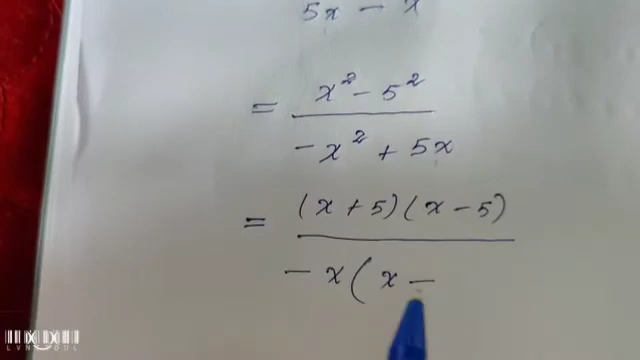 5x - x
= x² - 5² / -x² + 5x
= (x + 5)(x - 5) / -x(x -